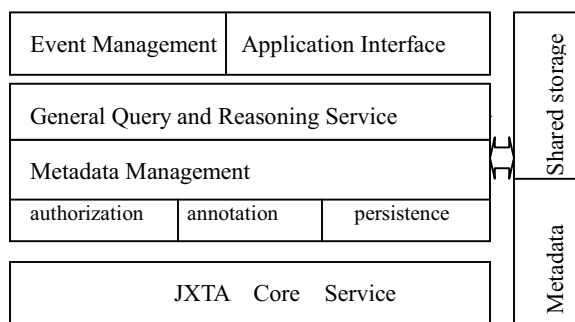 Event Management
Application Interface
General Query and Reasoning Service
Metadata Management
authorization
annotation
persistence
JXTA Core Service
Shared storage
Metadata